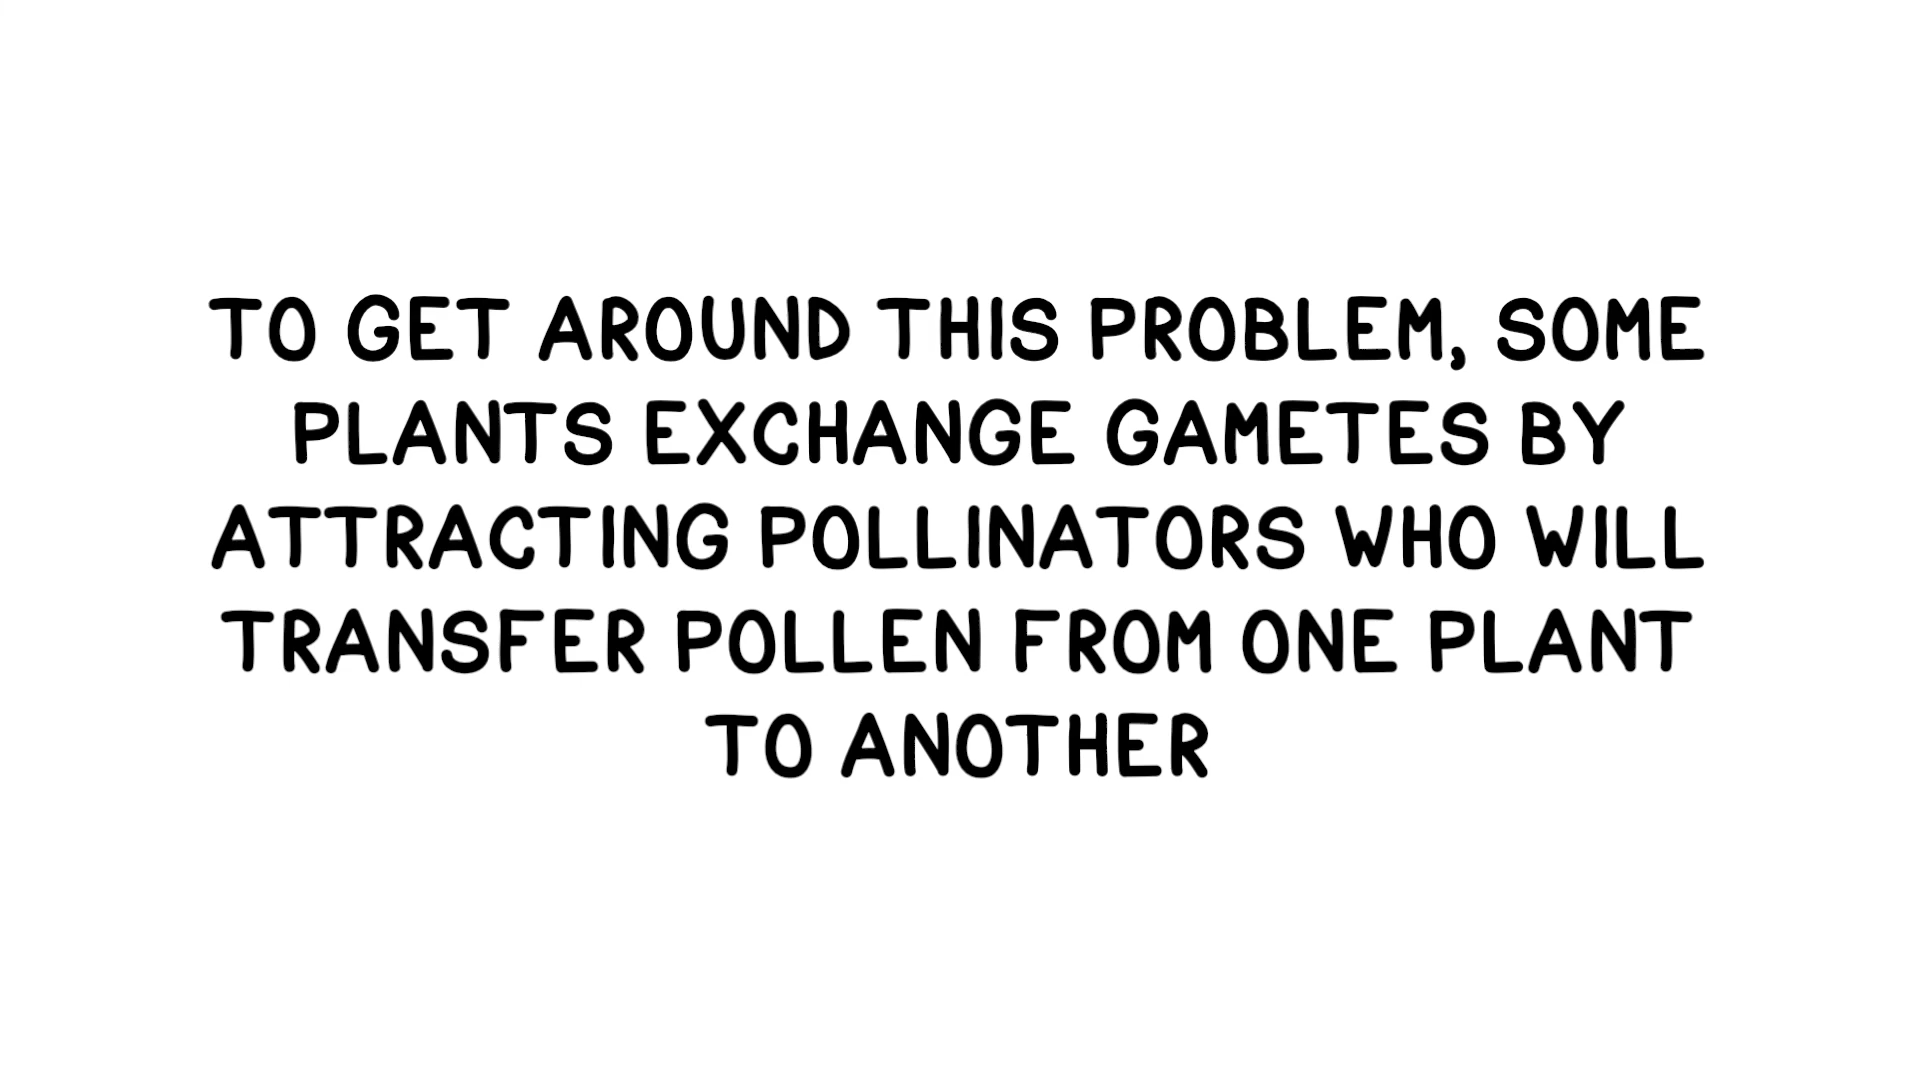 TO GET AROUND THIS PROBLEM, SOME
PLANTS EXCHANGE GAMETES BY
ATTRACTING POLLINATORS WHO WILL
TRANSFER POLLEN FROM ONE PLANT
TO ANOTHER